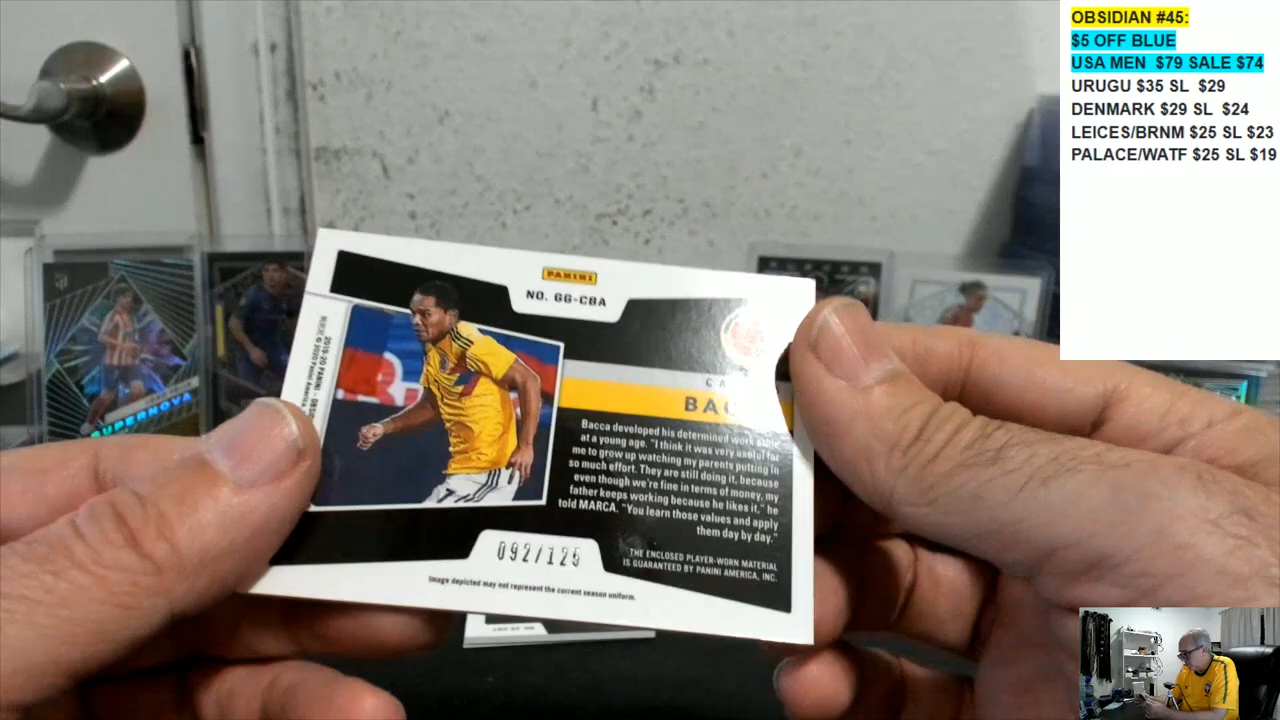 OBSIDIAN #45:
$5 OFF BLUE
USA MEN $79 SALE $74
URUGU $35 SL $29
DENMARK $29 SL $24
LEICES/BRNM $25 SL $23
PALACE/WATF $25 SL $19
PANINI
NO. GG-CBA
Bacca developed his determined work
at a young age. "I think it was very useful for
me to grow up watching my parents putting in
so much effort. They are still doing it, because
even though we're fine in terms of money, my
father keeps working because he likes it," he
told MARCA. "You learn those values and apply
them day by day."
THE ENCLOSED PLAYER-WORN MATERIAL
IS GUARANTEED BY PANINI AMERICA, INC.
092/125
Image depicted may not represent the current season uniform.
2019-20 PANINI -
© 2020 Panini America
SUPERNOVA